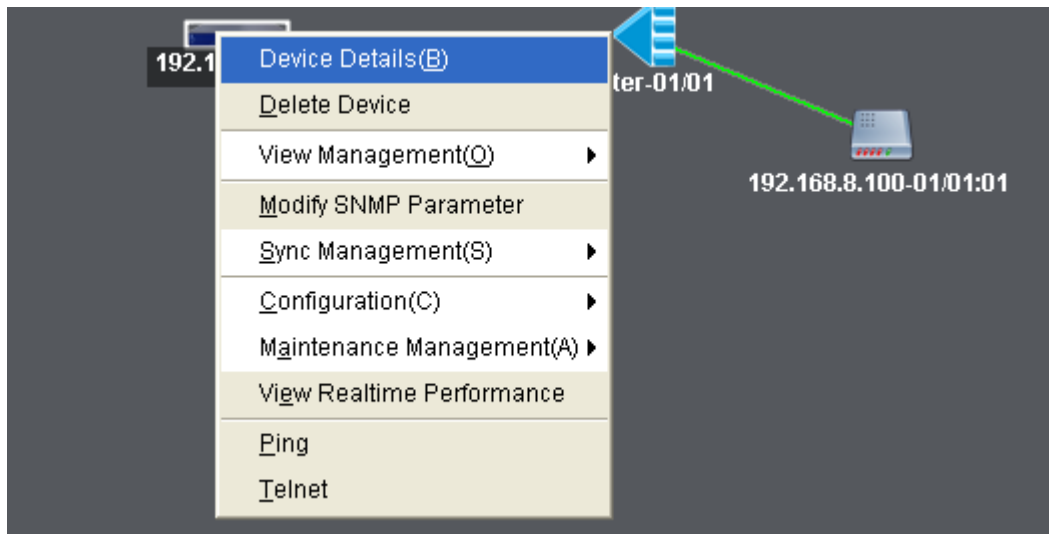 192.1
Device Details(B)
ter-01/01
Delete Device
View Management(O)
192.168.8.100-01/01:01
Modify SNMP Parameter
Sync Management(S)
Configuration(C)
Maintenance Management(A)
View Realtime Performance
Ping
Telnet